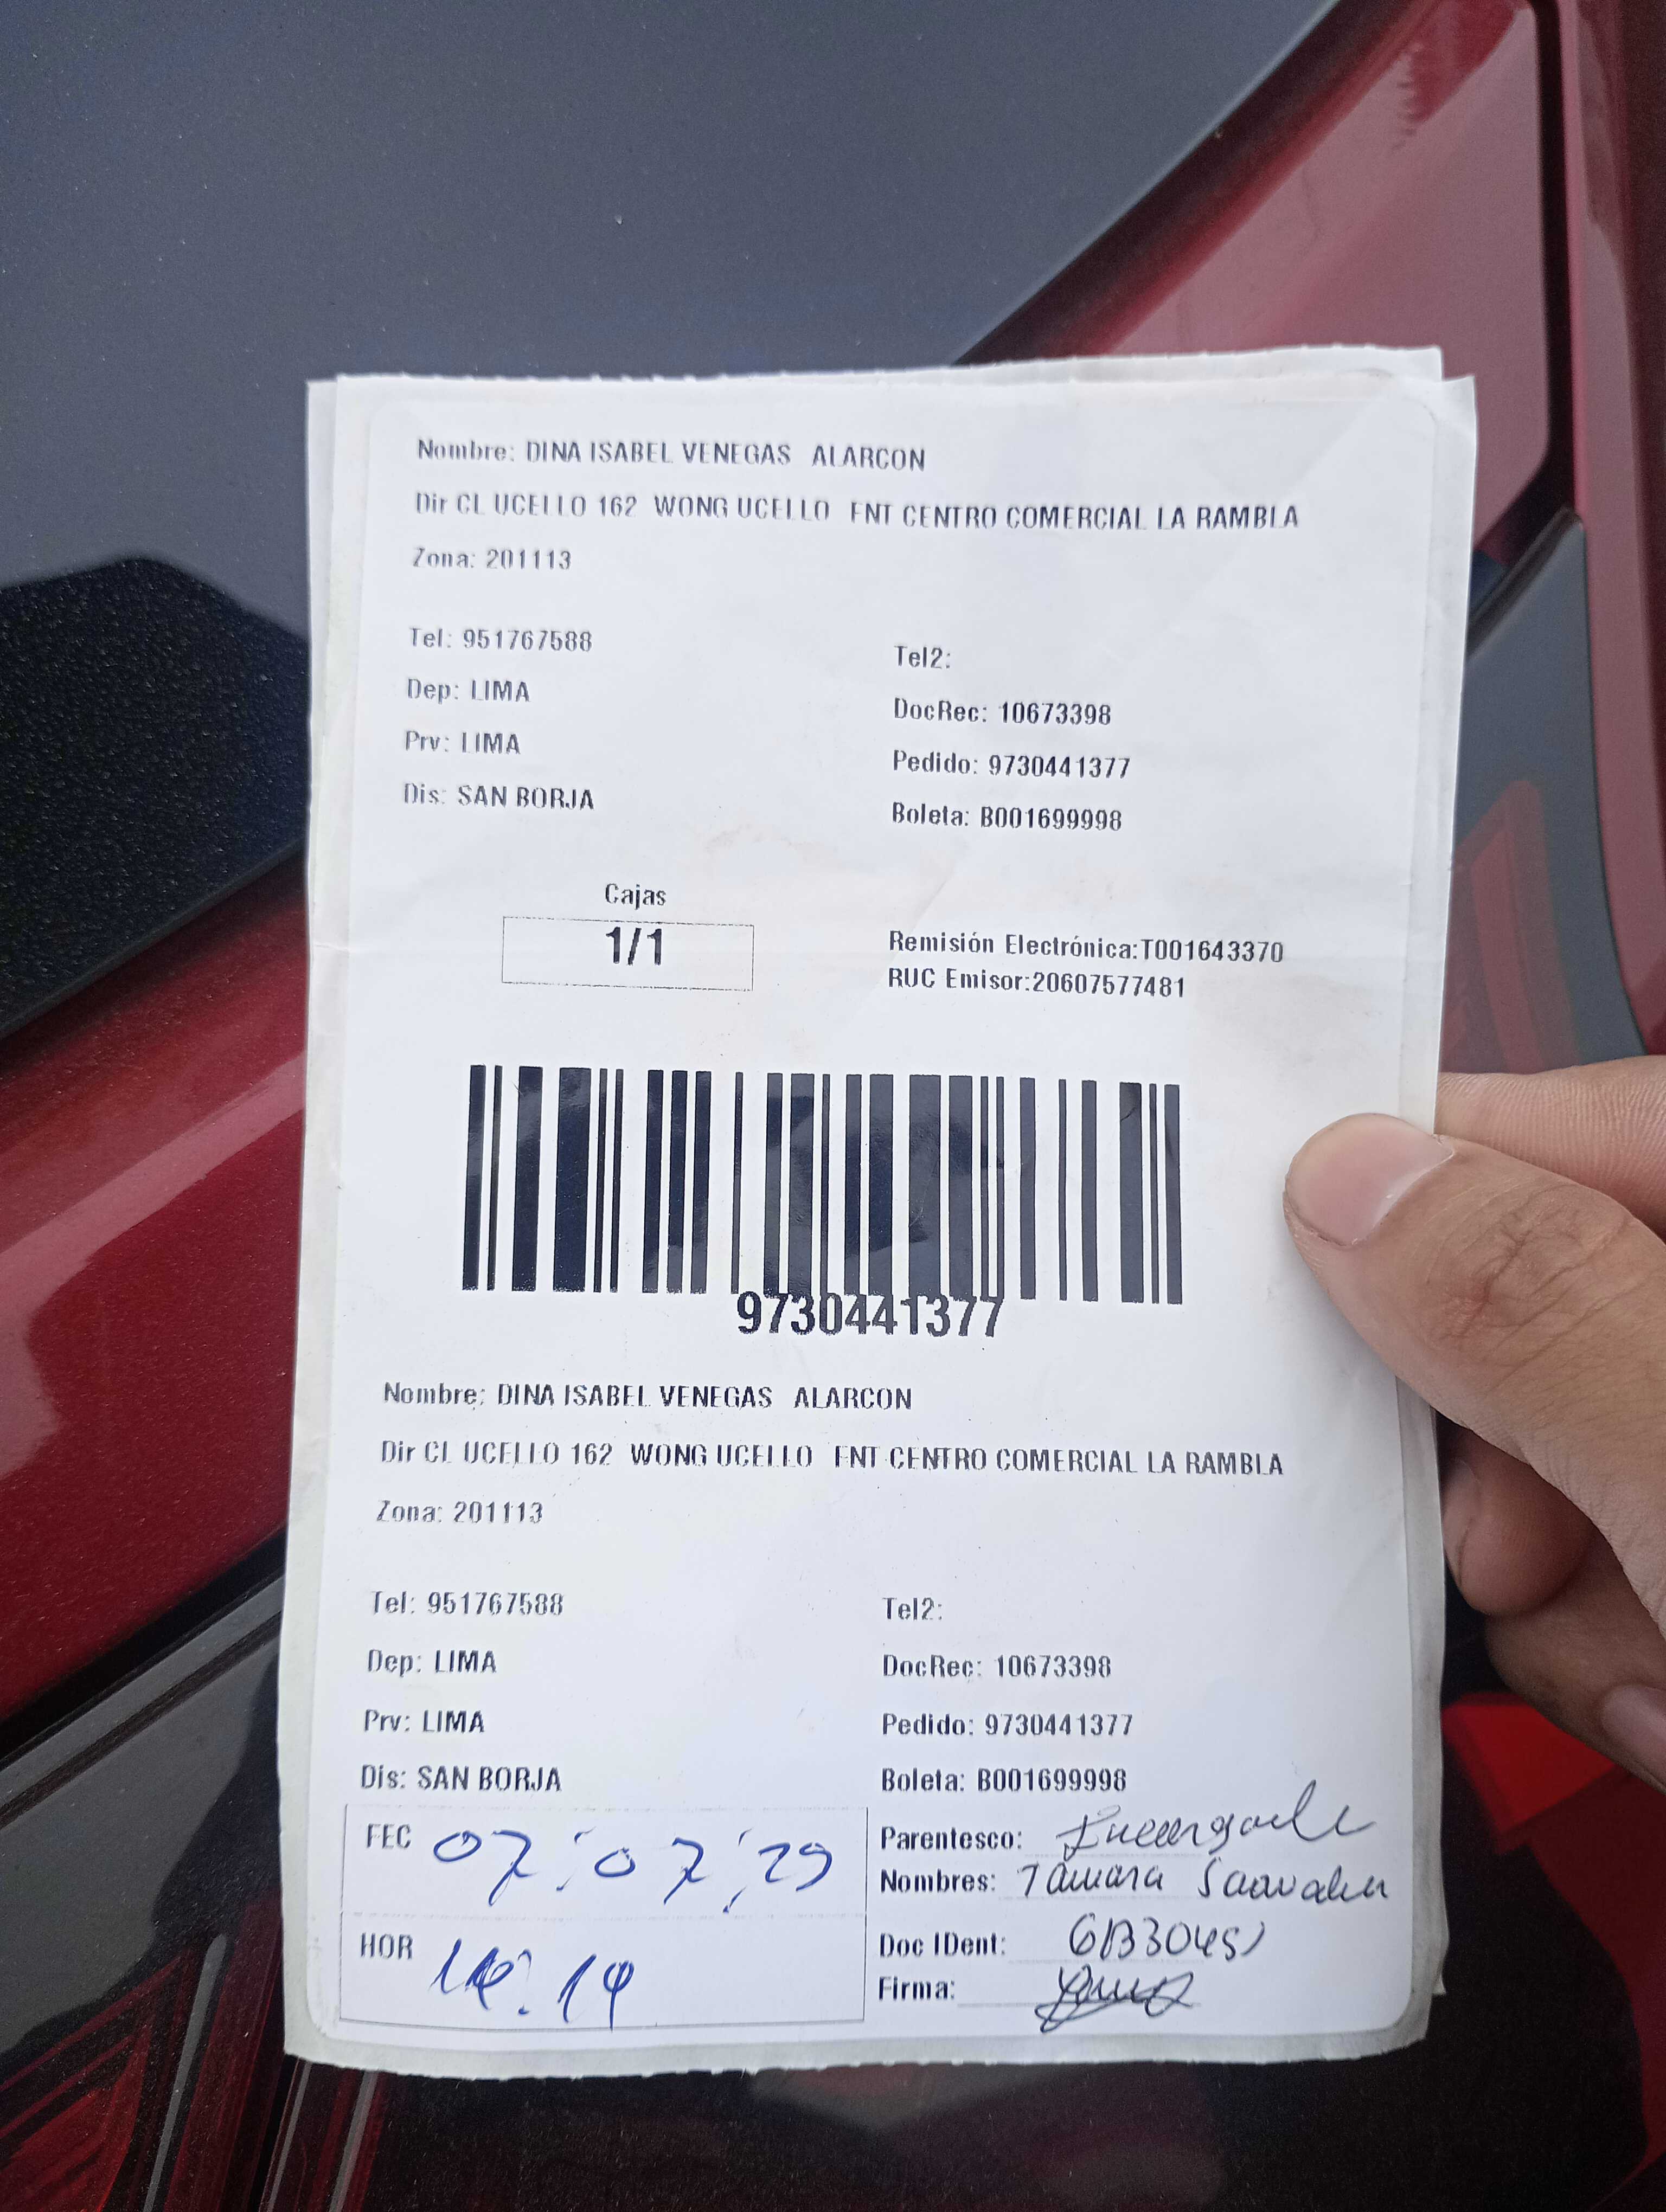 Nombre: DINA ISABEL VENEGAS ALARCON
Dir CL UCELLO 162 WONG UCELLO FNT CENTRO COMERCIAL LA RAMBLA
Zona: 201113
Tel: 951767588
Tel2:
Dep: LIMA
DocRec: 10673398
Prv: LIMA
Pedido: 9730441377
Dis: SAN BORJA
Boleta: B001699998
Cajas
1/1
Remisión Electrónica:T001643370
RUC Emisor:20607577481
9730441377
Nombre: DINA ISABEL VENEGAS ALARCON
Dir CL UCELLO 162 WONG UCELLO FNT CENTRO COMERCIAL LA RAMBLA
Zona: 201113
Tel: 951767588
Tel2:
Dep: LIMA
DocRec: 10673398
Prv: LIMA
Pedido: 9730441377
Dis: SAN BORJA
Boleta: B001699998
FEC 07:07
Parentesco:
Nombres: Tamara
HOR
Doc IDent:
Firma: